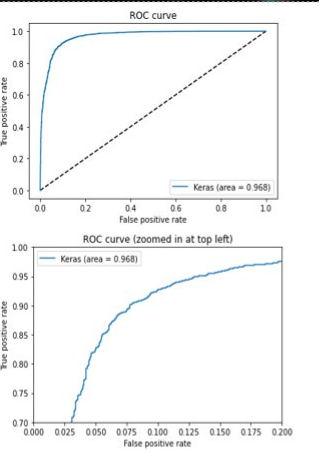 ROC curve
1.0
0.8
0.6
0.4
0.2
0.0
True positive rate
Keras (area = 0.968)
0.0 0.2 0.4 0.6 0.8 1.0
False positive rate
ROC curve (zoomed in at top left)
1.00
0.95
0.90
0.85
0.80
0.75
0.70
True positive rate
Keras (area = 0.968)
0.000 0.025 0.050 0.075 0.100 0.125 0.150 0.175 0.200
False positive rate